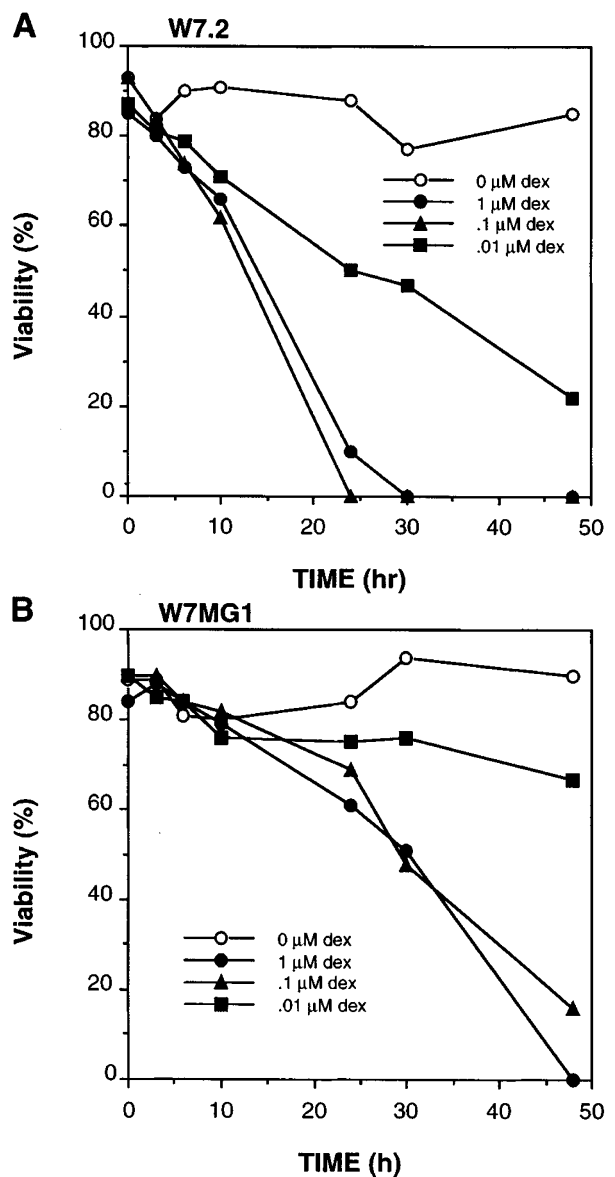 A
W7.2
100
80
60
40
20
0
Viability (%)
0 µM dex
1 µM dex
.1 µM dex
.01 µM dex
0 10 20 30 40 50
TIME (hr)
B
W7MG1
100
80
60
40
20
0
Viability (%)
0 µM dex
1 µM dex
.1 µM dex
.01 µM dex
0 10 20 30 40 50
TIME (h)